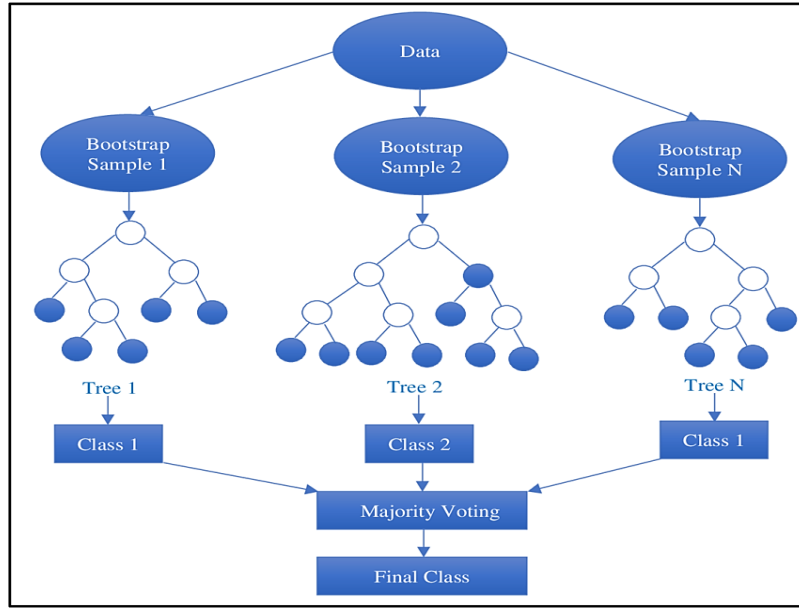 Data
Bootstrap
Sample 1
Bootstrap
Sample 2
Bootstrap
Sample N
Tree 1
Tree 2
Tree N
Class 1
Class 2
Class 1
Majority Voting
Final Class